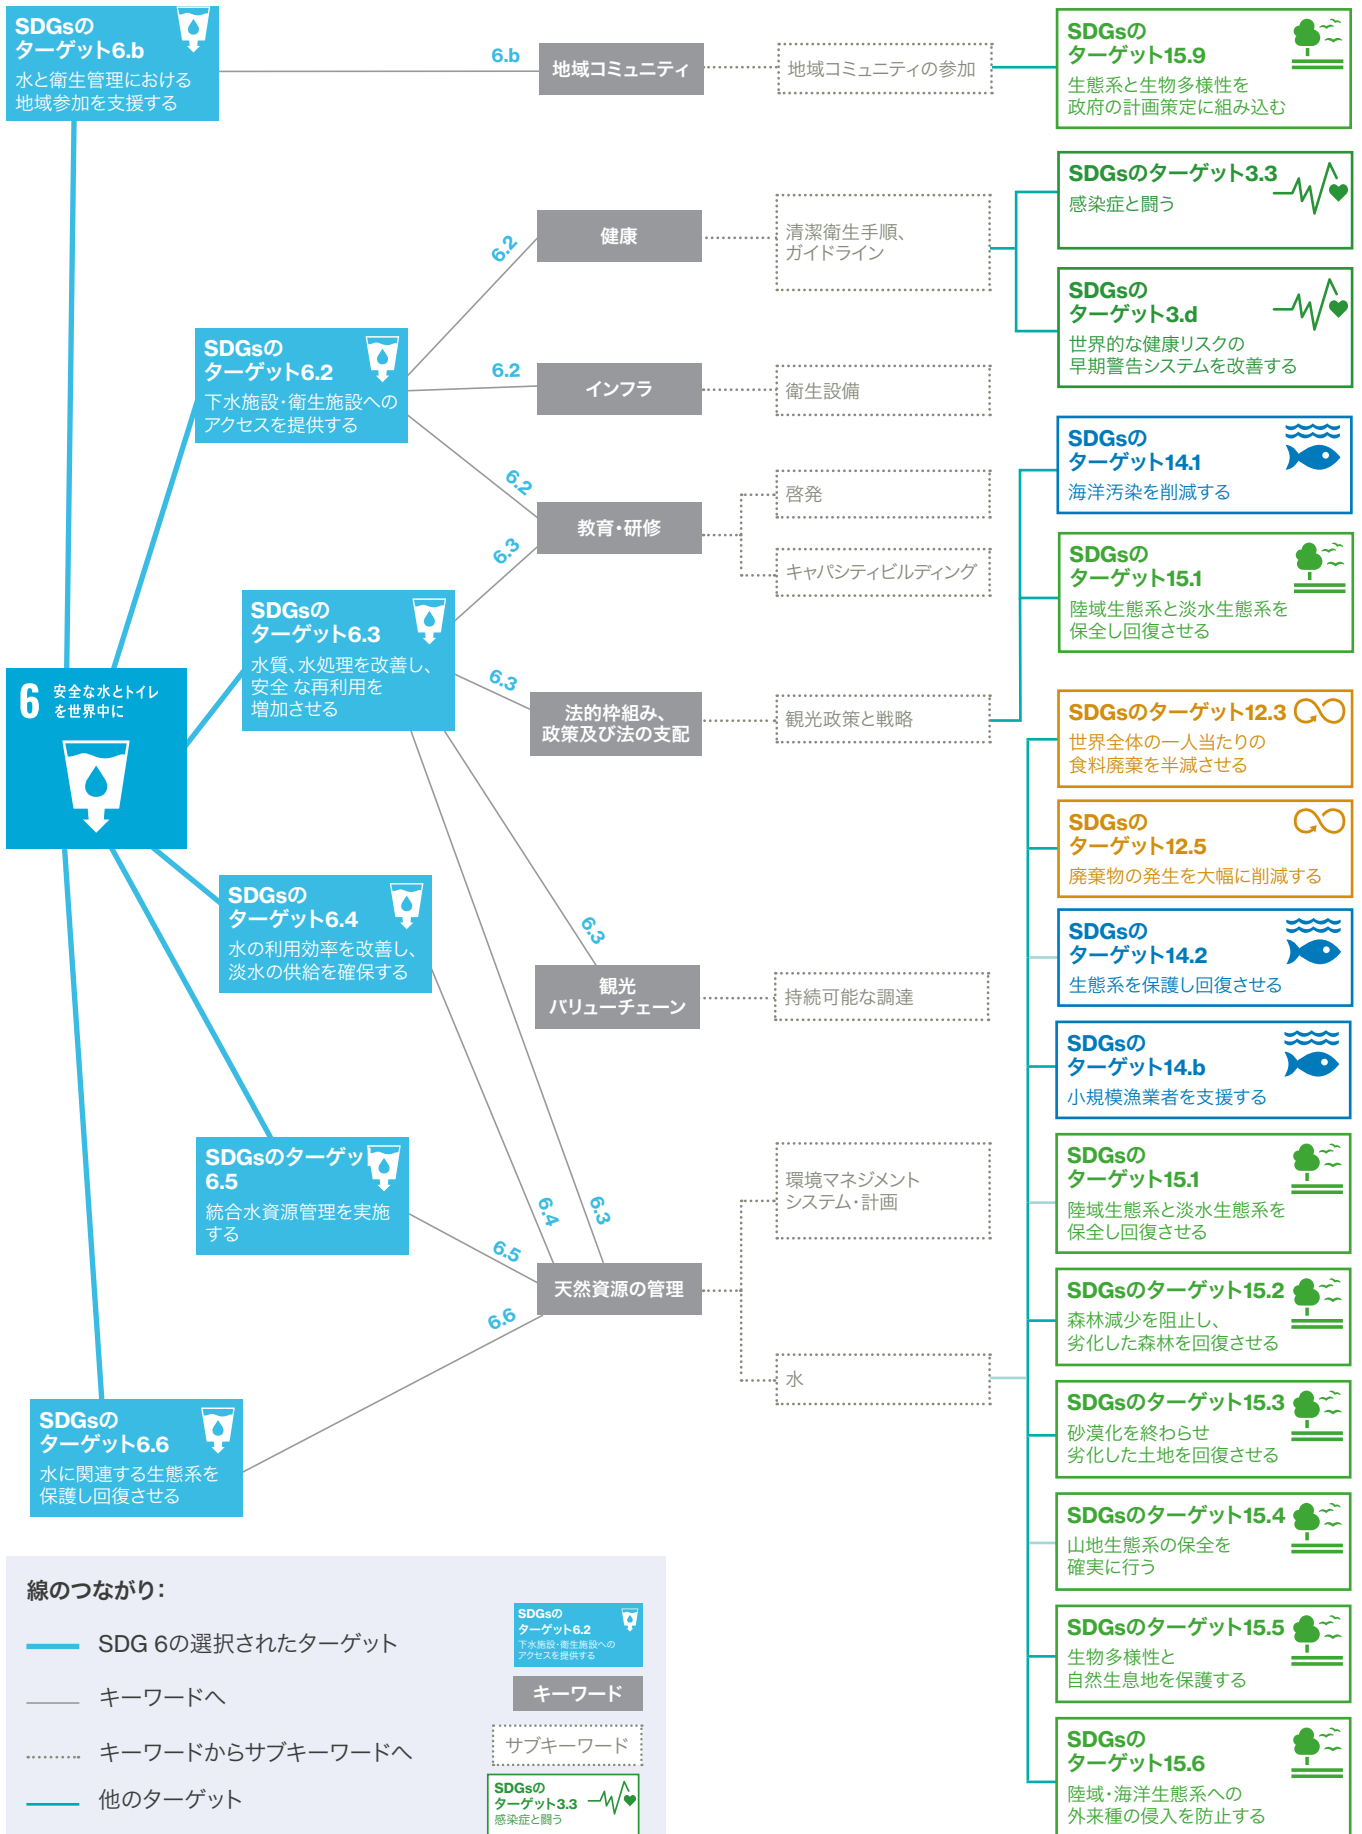 SDGsの
ターゲット6.b
水と衛生管理における
地域参加を支援する
6.b
地域コミュニティ
地域コミュニティの参加
SDGsの
ターゲット15.9
生態系と生物多様性を
政府の計画策定に組み込む
SDGsの
ターゲット6.2
下水施設・衛生施設への
アクセスを提供する
6.2
健康
清潔衛生手順、
ガイドライン
SDGsのターゲット3.3
感染症と闘う
SDGsの
ターゲット3.d
世界的な健康リスクの
早期警告システムを改善する
6.2
インフラ
衛生設備
6.2
教育・研修
啓発
キャパシティビルディング
6.3
SDGsの
ターゲット6.3
水質、水処理を改善し、
安全 な再利用を
増加させる
6.3
法的枠組み、
政策及び法の支配
観光政策と戦略
SDGsの
ターゲット14.1
海洋汚染を削減する
SDGsの
ターゲット15.1
陸域生態系と淡水生態系を
保全し回復させる
6 安全な水とトイレ
を世界中に
SDGsの
ターゲット6.4
水の利用効率を改善し、
淡水の供給を確保する
6.3
観光
バリューチェーン
持続可能な調達
SDGsのターゲッ
6.5
統合水資源管理を実施
する
6.4
6.3
6.5
6.6
天然資源の管理
環境マネジメント
システム・計画
水
SDGsの
ターゲット6.6
水に関連する生態系を
保護し回復させる
SDGsのターゲット12.3
世界全体の一人当たりの
食料廃棄を半減させる
SDGsの
ターゲット12.5
廃棄物の発生を大幅に削減する
SDGsの
ターゲット14.2
生態系を保護し回復させる
SDGsの
ターゲット14.b
小規模漁業者を支援する
SDGsの
ターゲット15.1
陸域生態系と淡水生態系を
保全し回復させる
SDGsのターゲット15.2
森林減少を阻止し、
劣化した森林を回復させる
SDGsのターゲット15.3
砂漠化を終わらせ
劣化した土地を回復させる
SDGsのターゲット15.4
山地生態系の保全を
確実に行う
SDGsのターゲット15.5
生物多様性と
自然生息地を保護する
SDGsの
ターゲット15.6
陸域・海洋生態系への
外来種の侵入を防止する
線のつながり：
SDG 6の選択されたターゲット
SDGsの
ターゲット6.2
下水施設・衛生施設への
アクセスを提供する
キーワードへ
キーワード
キーワードからサブキーワードへ
サブキーワード
他のターゲット
SDGsの
ターゲット3.3
感染症と闘う